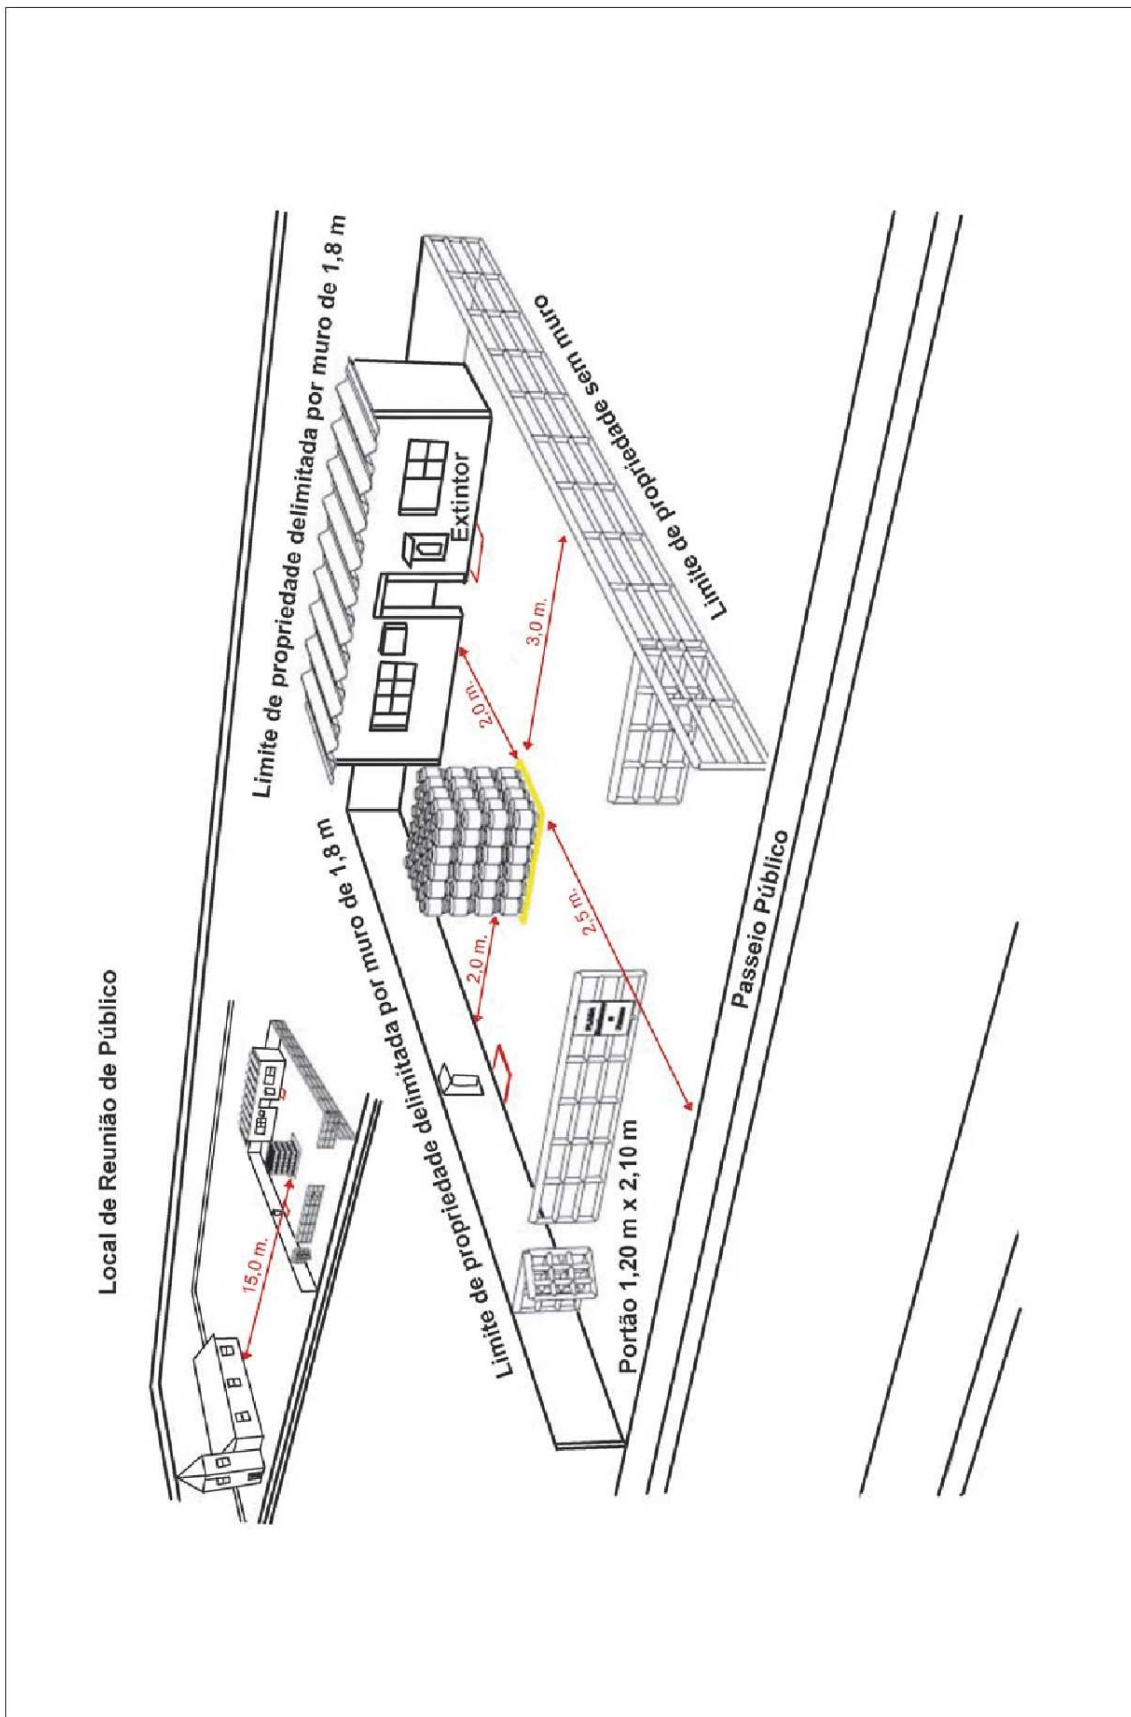 Local de Reunião de Público
15,0 m.
Limite de propriedade delimitada por muro de 1,8 m
Limite de propriedade delimitada por muro de 1,8 m
Extintor
2,0 m.
3,0 m.
2,0 m.
2,5 m.
Limite de propriedade sem muro
Portão 1,20 m x 2,10 m
Passeio Público